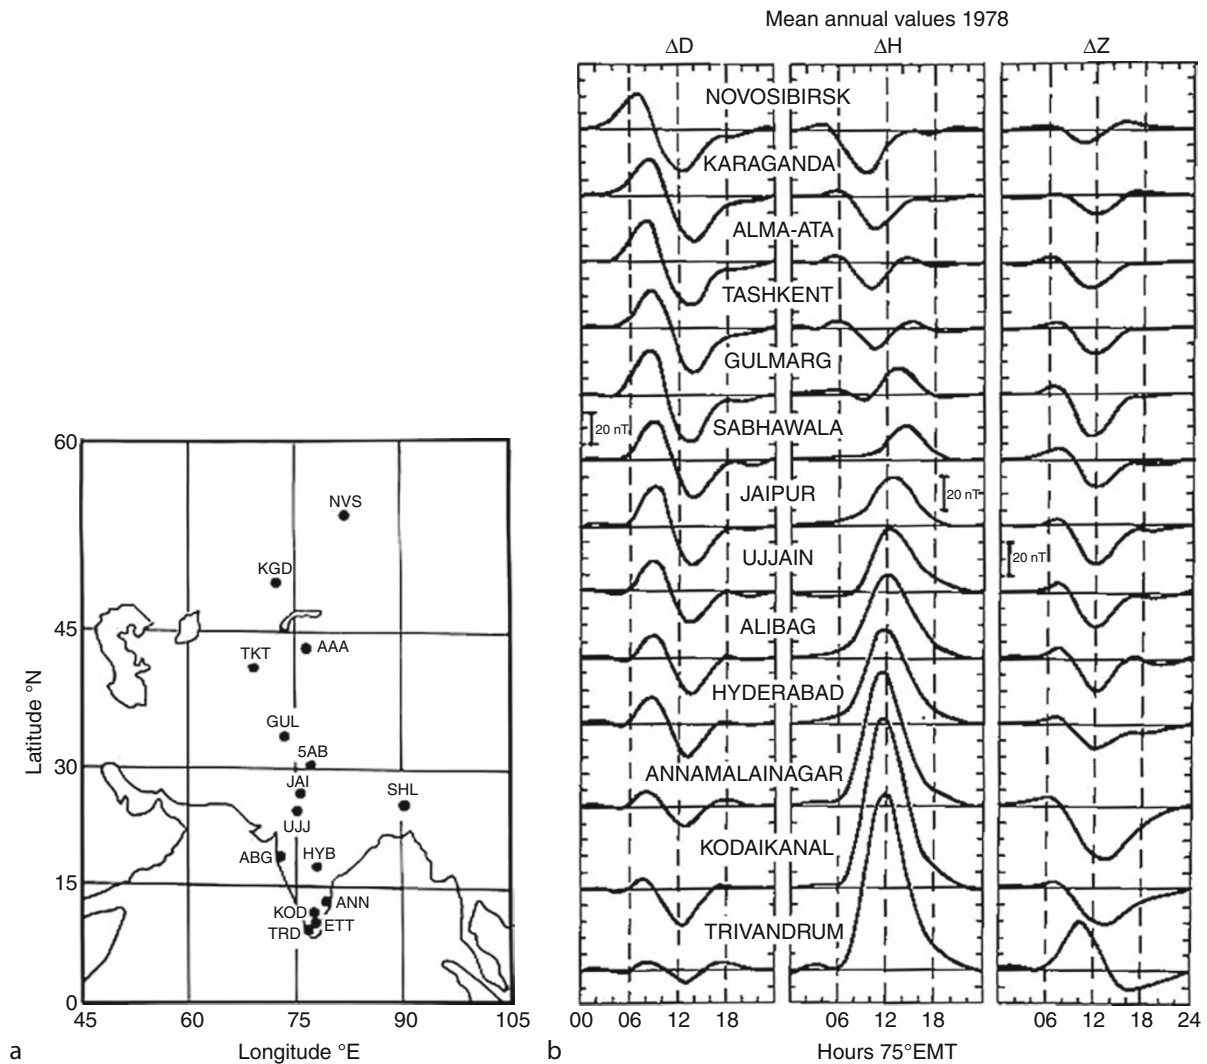 Mean annual values 1978
ΔD ΔH ΔZ
NOVOSIBIRSK
KARAGANDA
ALMA-ATA
TASHKENT
GULMARG
20 nT
SABHAWALA
JAIPUR
20 nT
UJJAIN
20 nT
ALIBAG
HYDERABAD
ANNAMALAINAGAR
KODAIKANAL
TRIVANDRUM
00 06 12 18 06 12 18 06 12 18 24
Hours 75°EMT
b
60
NVS
KGD
45
TKT
AAA
GUL
5AB
30
JAI
SHL
UJJ
ABG
HYB
15
ANN
KOD
ETT
TRD
0
45 60 75 90 105
Latitude °N
Longitude °E
a